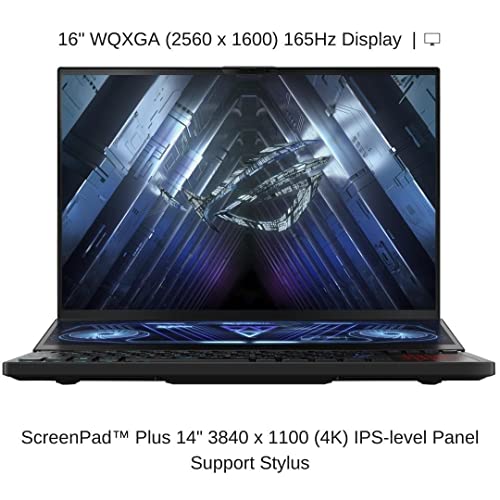 16" WQXGA (2560 x 1600) 165Hz Display |
ScreenPad™ Plus 14" 3840 x 1100 (4K) IPS-level Panel
Support Stylus